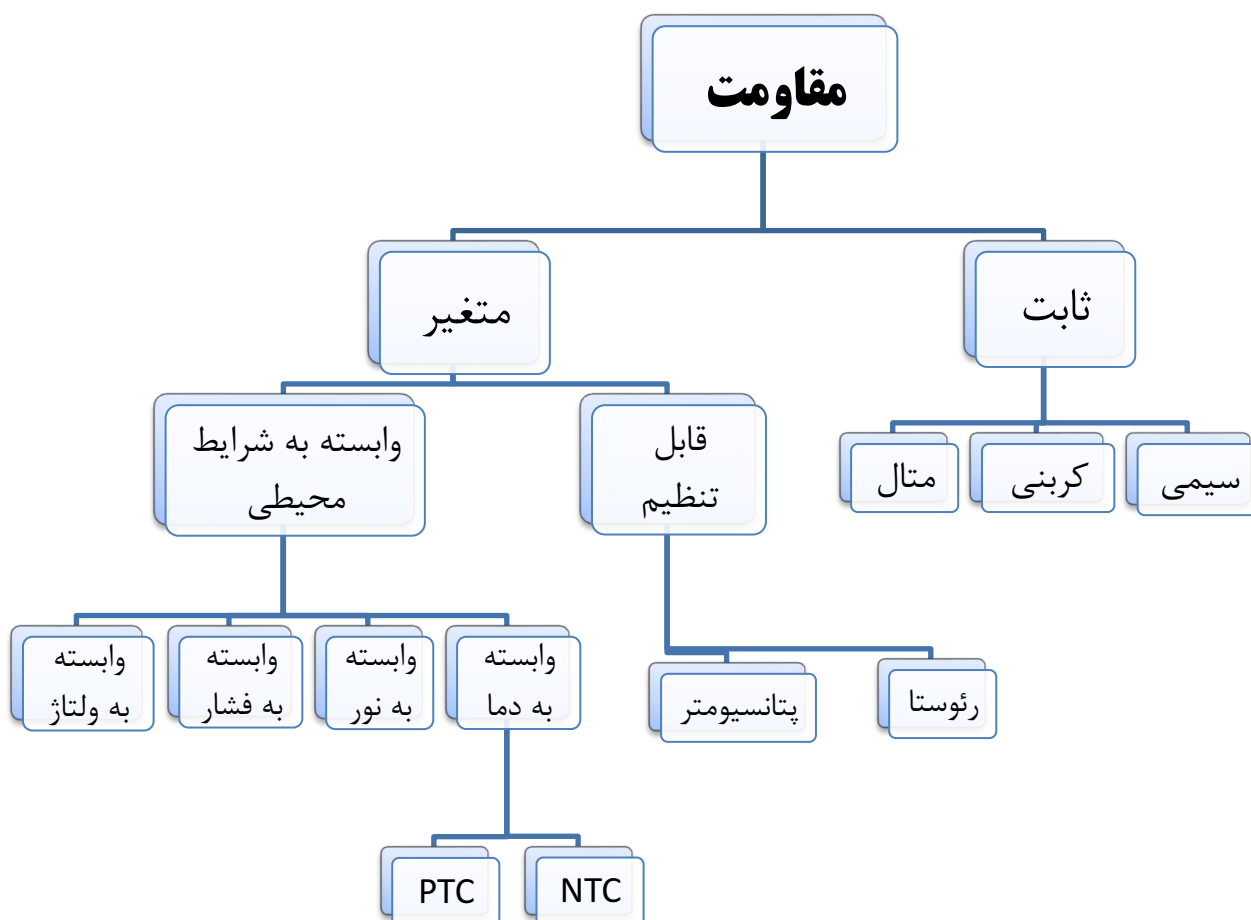 مقاومت
ثابت
متغیر
سیمی
کربنی
متال
قابل
تنظیم
وابسته به شرایط
محیطی
رئوستا
پتانسیومتر
وابسته
به دما
وابسته
به نور
وابسته
به فشار
وابسته
به ولتاژ
NTC
PTC